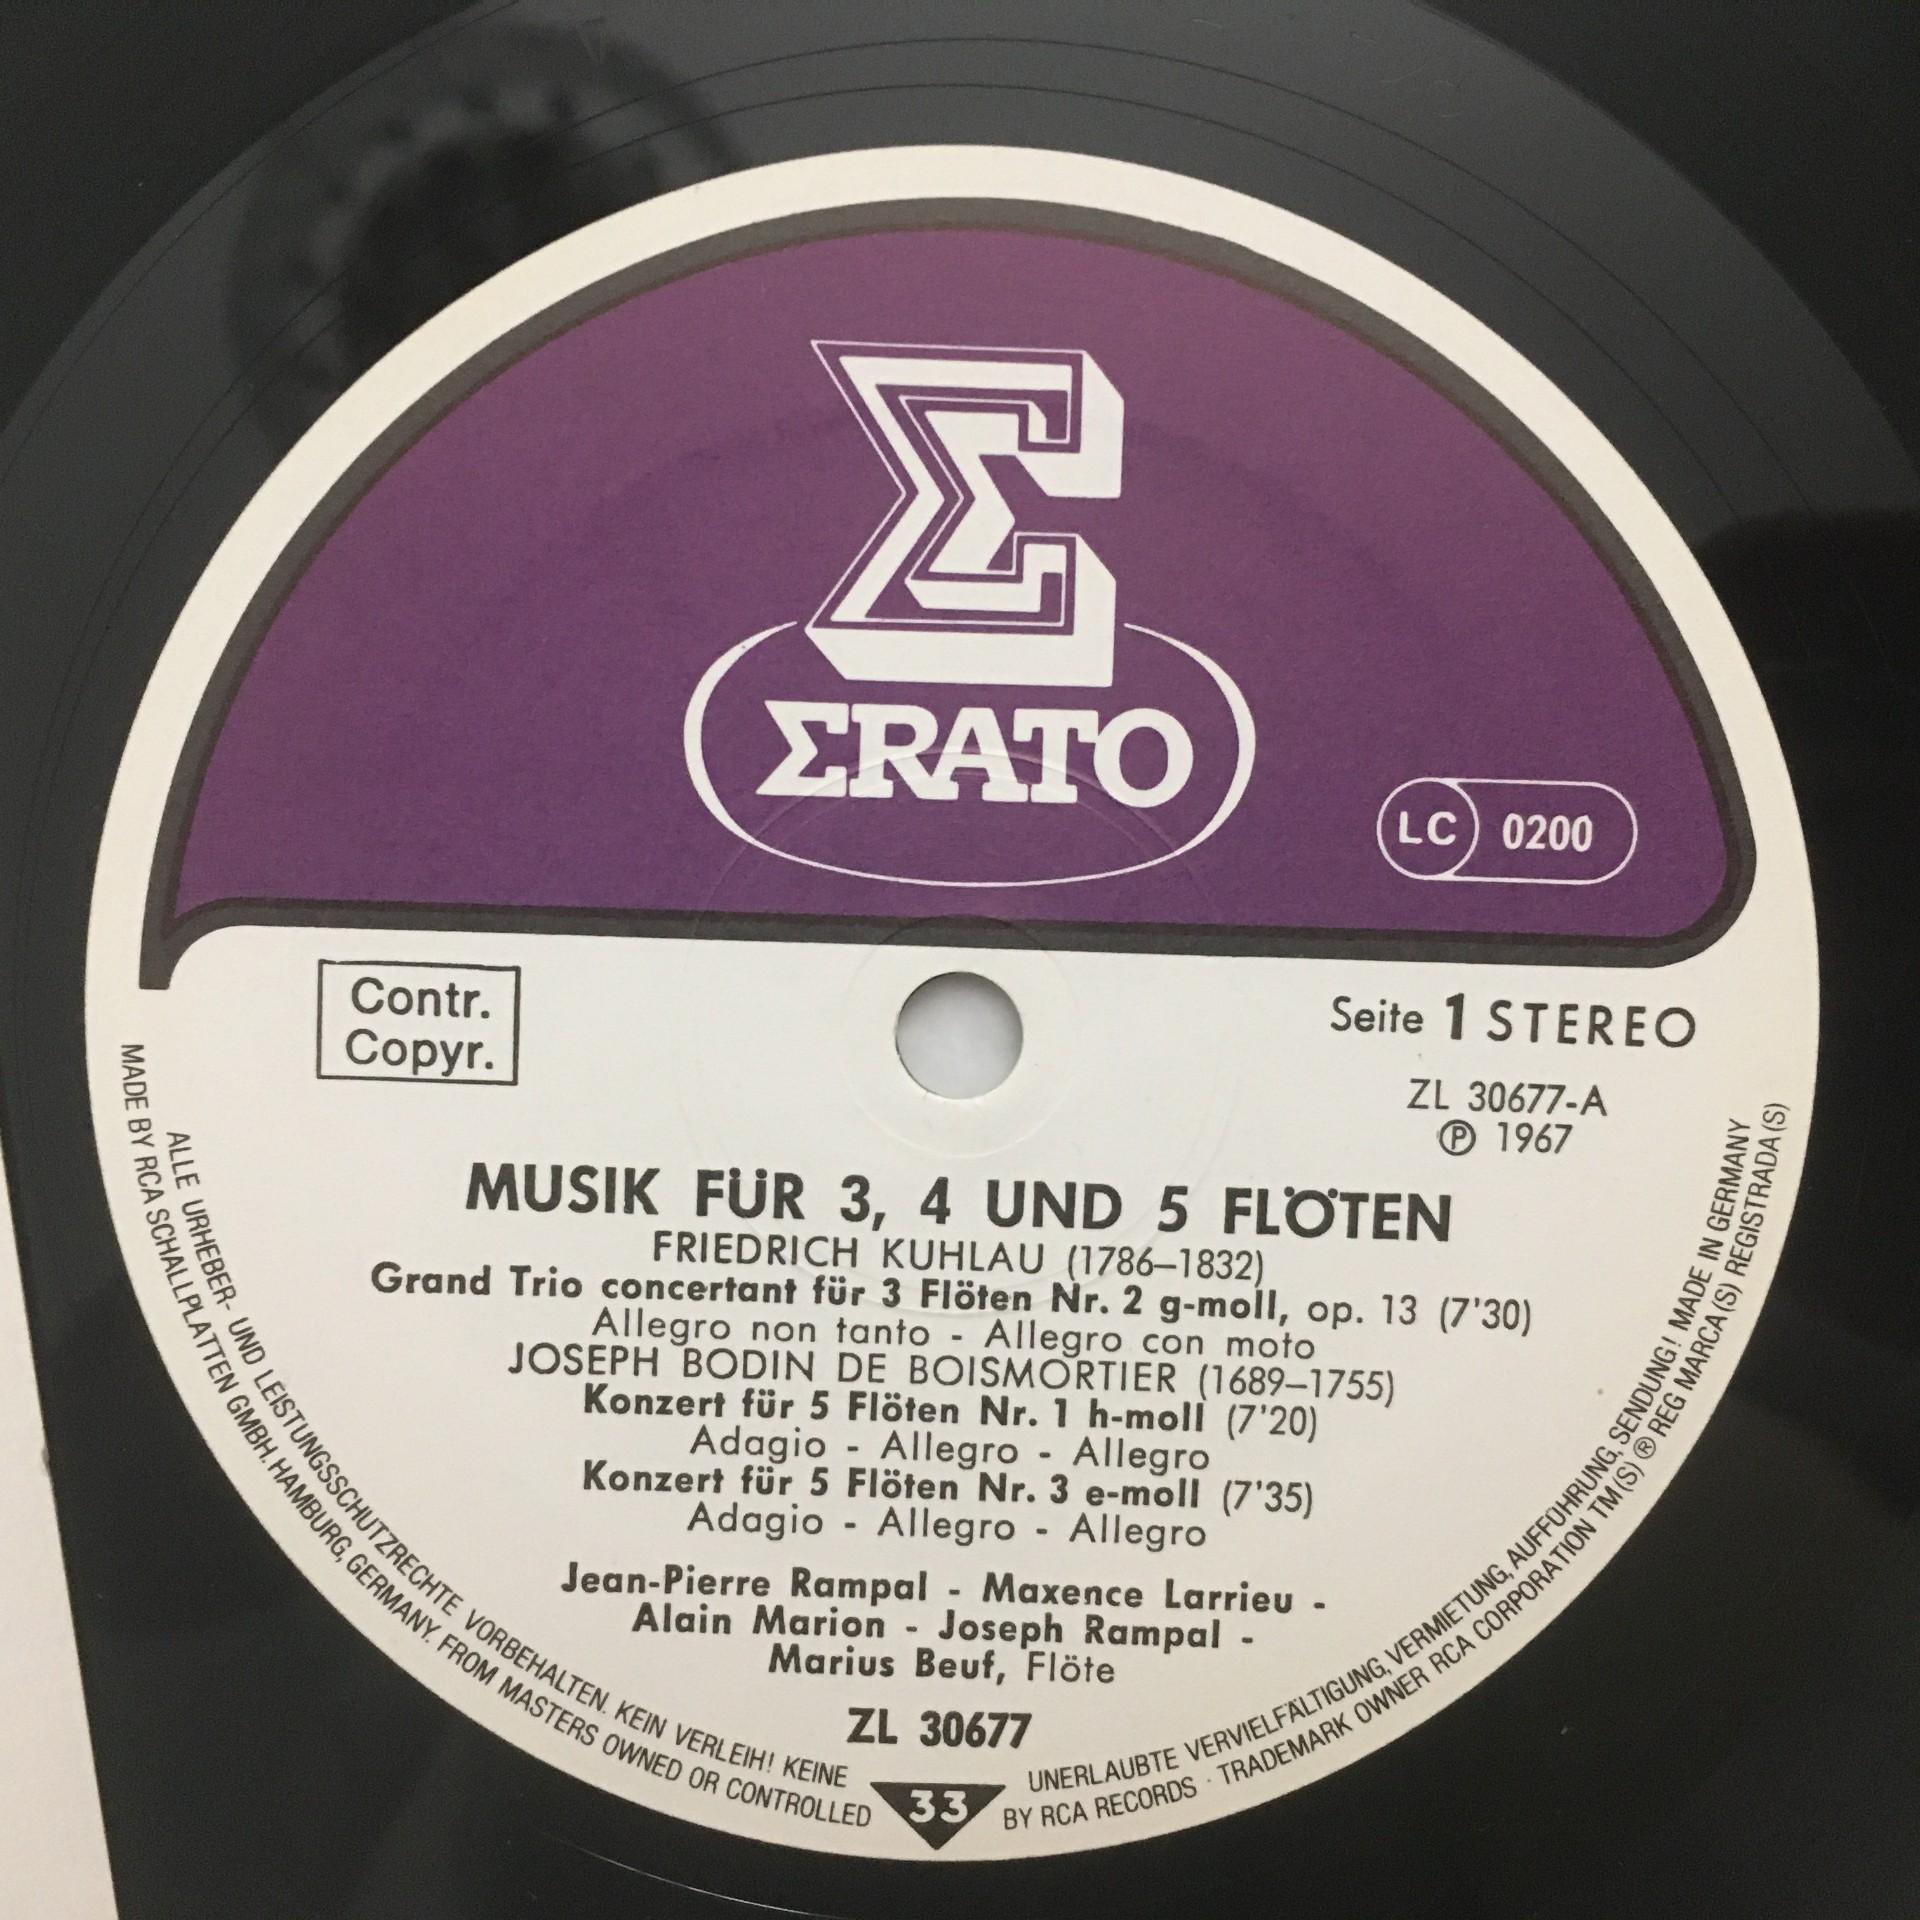 Σ
ΣRATO
LC 0200
Contr.
Copyr.
Seite 1 STEREO
ZL 30677-A
Ⓟ 1967
MUSIK FÜR 3, 4 UND 5 FLÖTEN
FRIEDRICH KUHLAU (1786–1832)
Grand Trio concertant für 3 Flöten Nr. 2 g-moll, op. 13 (7'30)
Allegro non tanto - Allegro con moto
JOSEPH BODIN DE BOISMORTIER (1689–1755)
Konzert für 5 Flöten Nr. 1 h-moll (7'20)
Adagio - Allegro - Allegro
Konzert für 5 Flöten Nr. 3 e-moll (7'35)
Adagio - Allegro - Allegro
Jean-Pierre Rampal - Maxence Larrieu -
Alain Marion - Joseph Rampal -
Marius Beuf, Flöte
ZL 30677
33
ALLE URHEBER- UND LEISTUNGSSCHUTZRECHTE VORBEHALTEN. KEIN VERLEIH! KEINE UNERLAUBTE VERVIELFÄLTIGUNG, VERMIETUNG, AUFFÜHRUNG, SENDUNG! MADE IN GERMANY
MADE BY RCA SCHALLPLATTEN GMBH. HAMBURG, GERMANY. FROM MASTERS OWNED OR CONTROLLED BY RCA RECORDS · TRADEMARK OWNER RCA CORPORATION TM(S) ® REG MARCA(S) REGISTRADA(S)